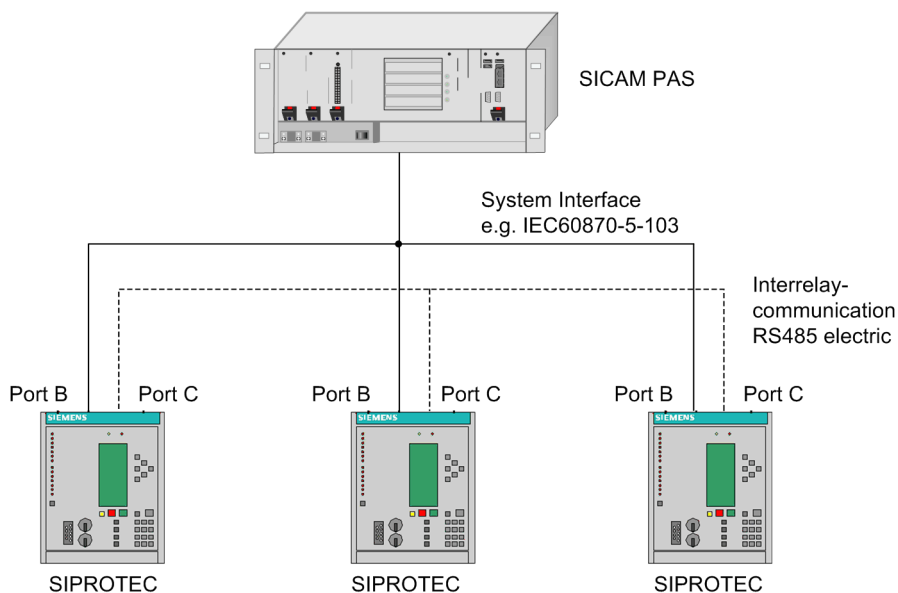 SICAM PAS
System Interface
e.g. IEC60870-5-103
Interrelay-
communication
RS485 electric
Port B
Port C
Port B
Port C
Port B
Port C
SIEMENS
SIEMENS
SIEMENS
SIPROTEC
SIPROTEC
SIPROTEC